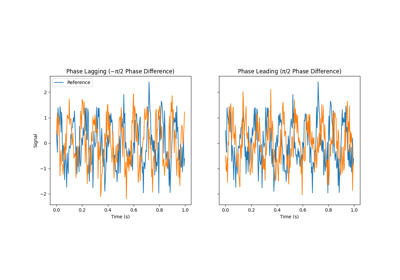 Phase Lagging (−π/2 Phase Difference)
Reference
Signal
2
1
0
−1
−2
0.0 0.2 0.4 0.6 0.8 1.0
Time (s)
Phase Leading (π/2 Phase Difference)
0.0 0.2 0.4 0.6 0.8 1.0
Time (s)